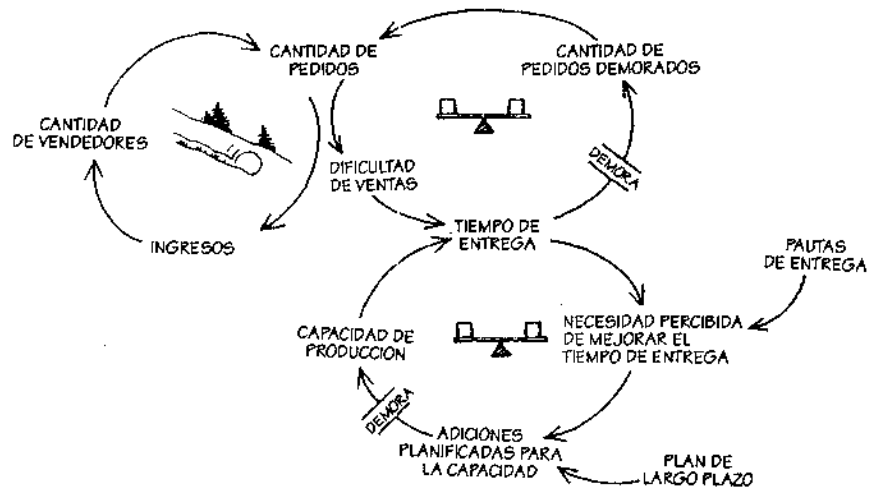 CANTIDAD DE
PEDIDOS
CANTIDAD DE
PEDIDOS DEMORADOS
CANTIDAD
DE VENDEDORES
DIFICULTAD
DE VENTAS
DEMORA
INGRESOS
TIEMPO DE
ENTREGA
PAUTAS
DE ENTREGA
CAPACIDAD DE
PRODUCCION
NECESIDAD PERCIBIDA
DE MEJORAR EL
TIEMPO DE ENTREGA
DEMORA
ADICIONES
PLANIFICADAS PARA
LA CAPACIDAD
PLAN DE
LARGO PLAZO